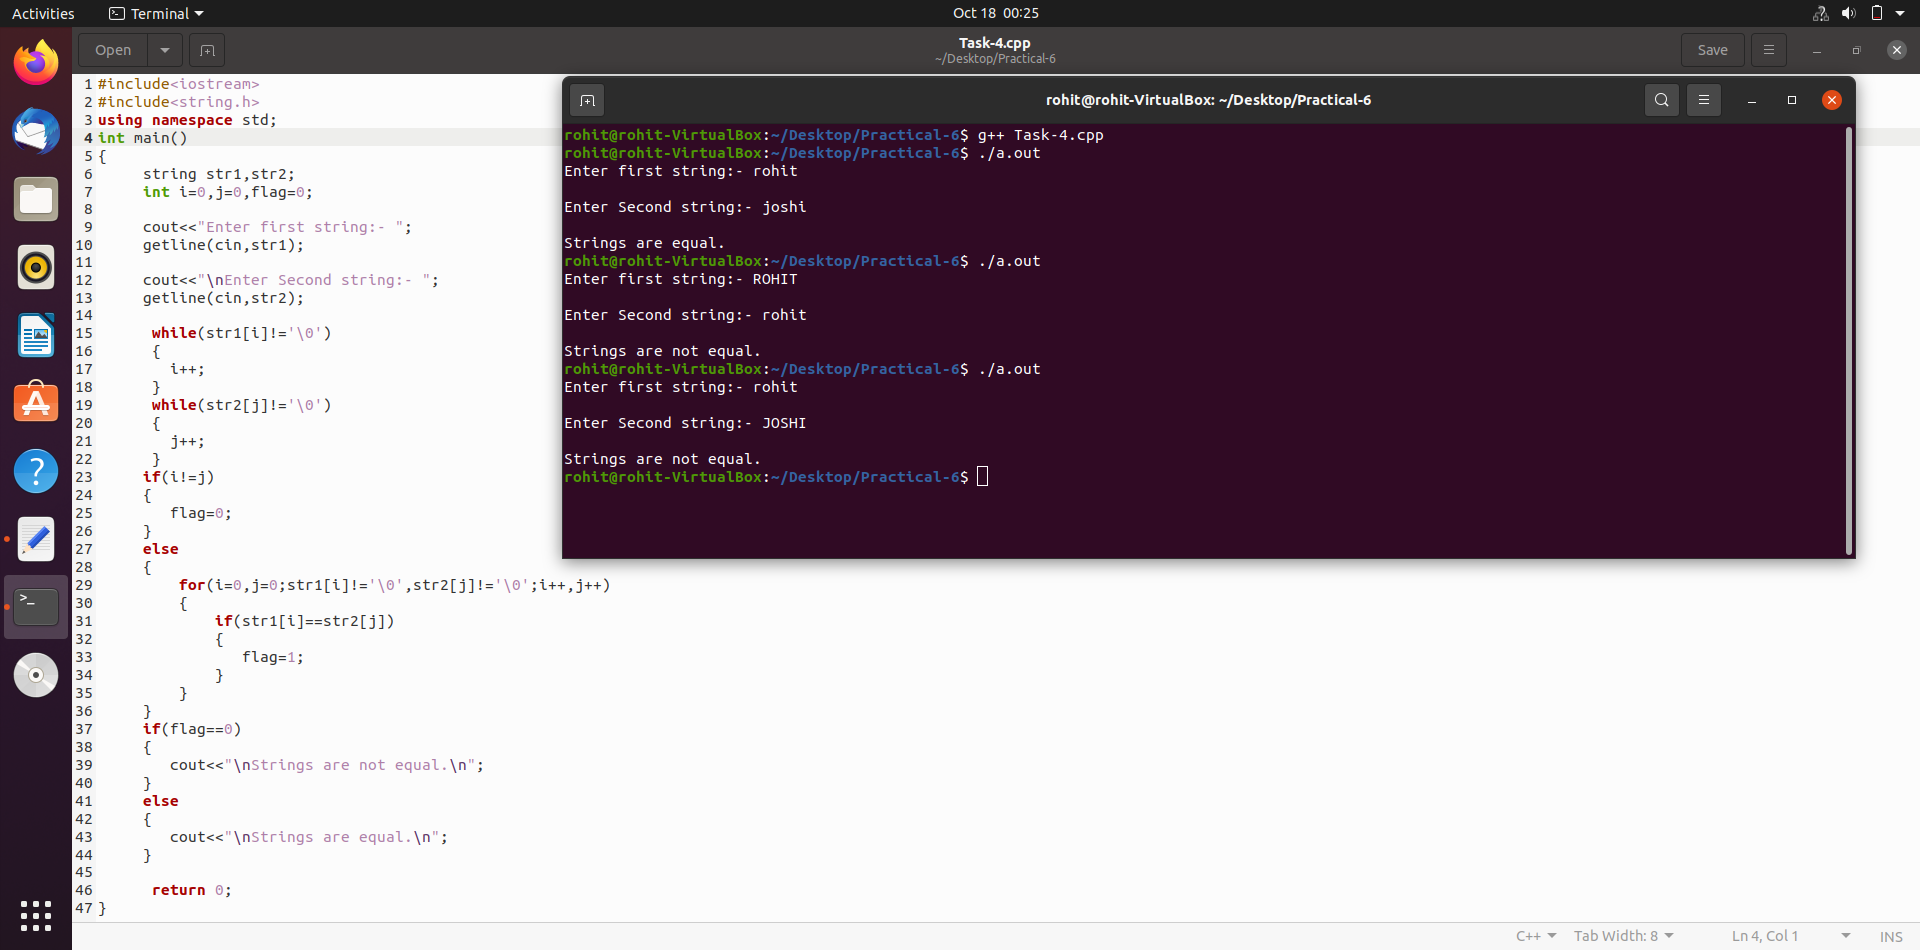 Activities Terminal Oct 18 00:25
Open Task-4.cpp Save
~/Desktop/Practical-6
1 #include<iostream>
2 #include<string.h>
3 using namespace std;
4 int main()
5 {
6 string str1,str2;
7 int i=0,j=0,flag=0;
8
9 cout<<"Enter first string:- ";
10 getline(cin,str1);
11
12 cout<<"\nEnter Second string:- ";
13 getline(cin,str2);
14
15 while(str1[i]!='\0')
16 {
17 i++;
18 }
19 while(str2[j]!='\0')
20 {
21 j++;
22 }
23 if(i!=j)
24 {
25 flag=0;
26 }
27 else
28 {
29 for(i=0,j=0;str1[i]!='\0',str2[j]!='\0';i++,j++)
30 {
31 if(str1[i]==str2[j])
32 {
33 flag=1;
34 }
35 }
36 }
37 if(flag==0)
38 {
39 cout<<"\nStrings are not equal.\n";
40 }
41 else
42 {
43 cout<<"\nStrings are equal.\n";
44 }
45
46 return 0;
47 }
rohit@rohit-VirtualBox: ~/Desktop/Practical-6
rohit@rohit-VirtualBox:~/Desktop/Practical-6$ g++ Task-4.cpp
rohit@rohit-VirtualBox:~/Desktop/Practical-6$ ./a.out
Enter first string:- rohit
Enter Second string:- joshi
Strings are equal.
rohit@rohit-VirtualBox:~/Desktop/Practical-6$ ./a.out
Enter first string:- ROHIT
Enter Second string:- rohit
Strings are not equal.
rohit@rohit-VirtualBox:~/Desktop/Practical-6$ ./a.out
Enter first string:- rohit
Enter Second string:- JOSHI
Strings are not equal.
rohit@rohit-VirtualBox:~/Desktop/Practical-6$
C++ Tab Width: 8 Ln 4, Col 1 INS